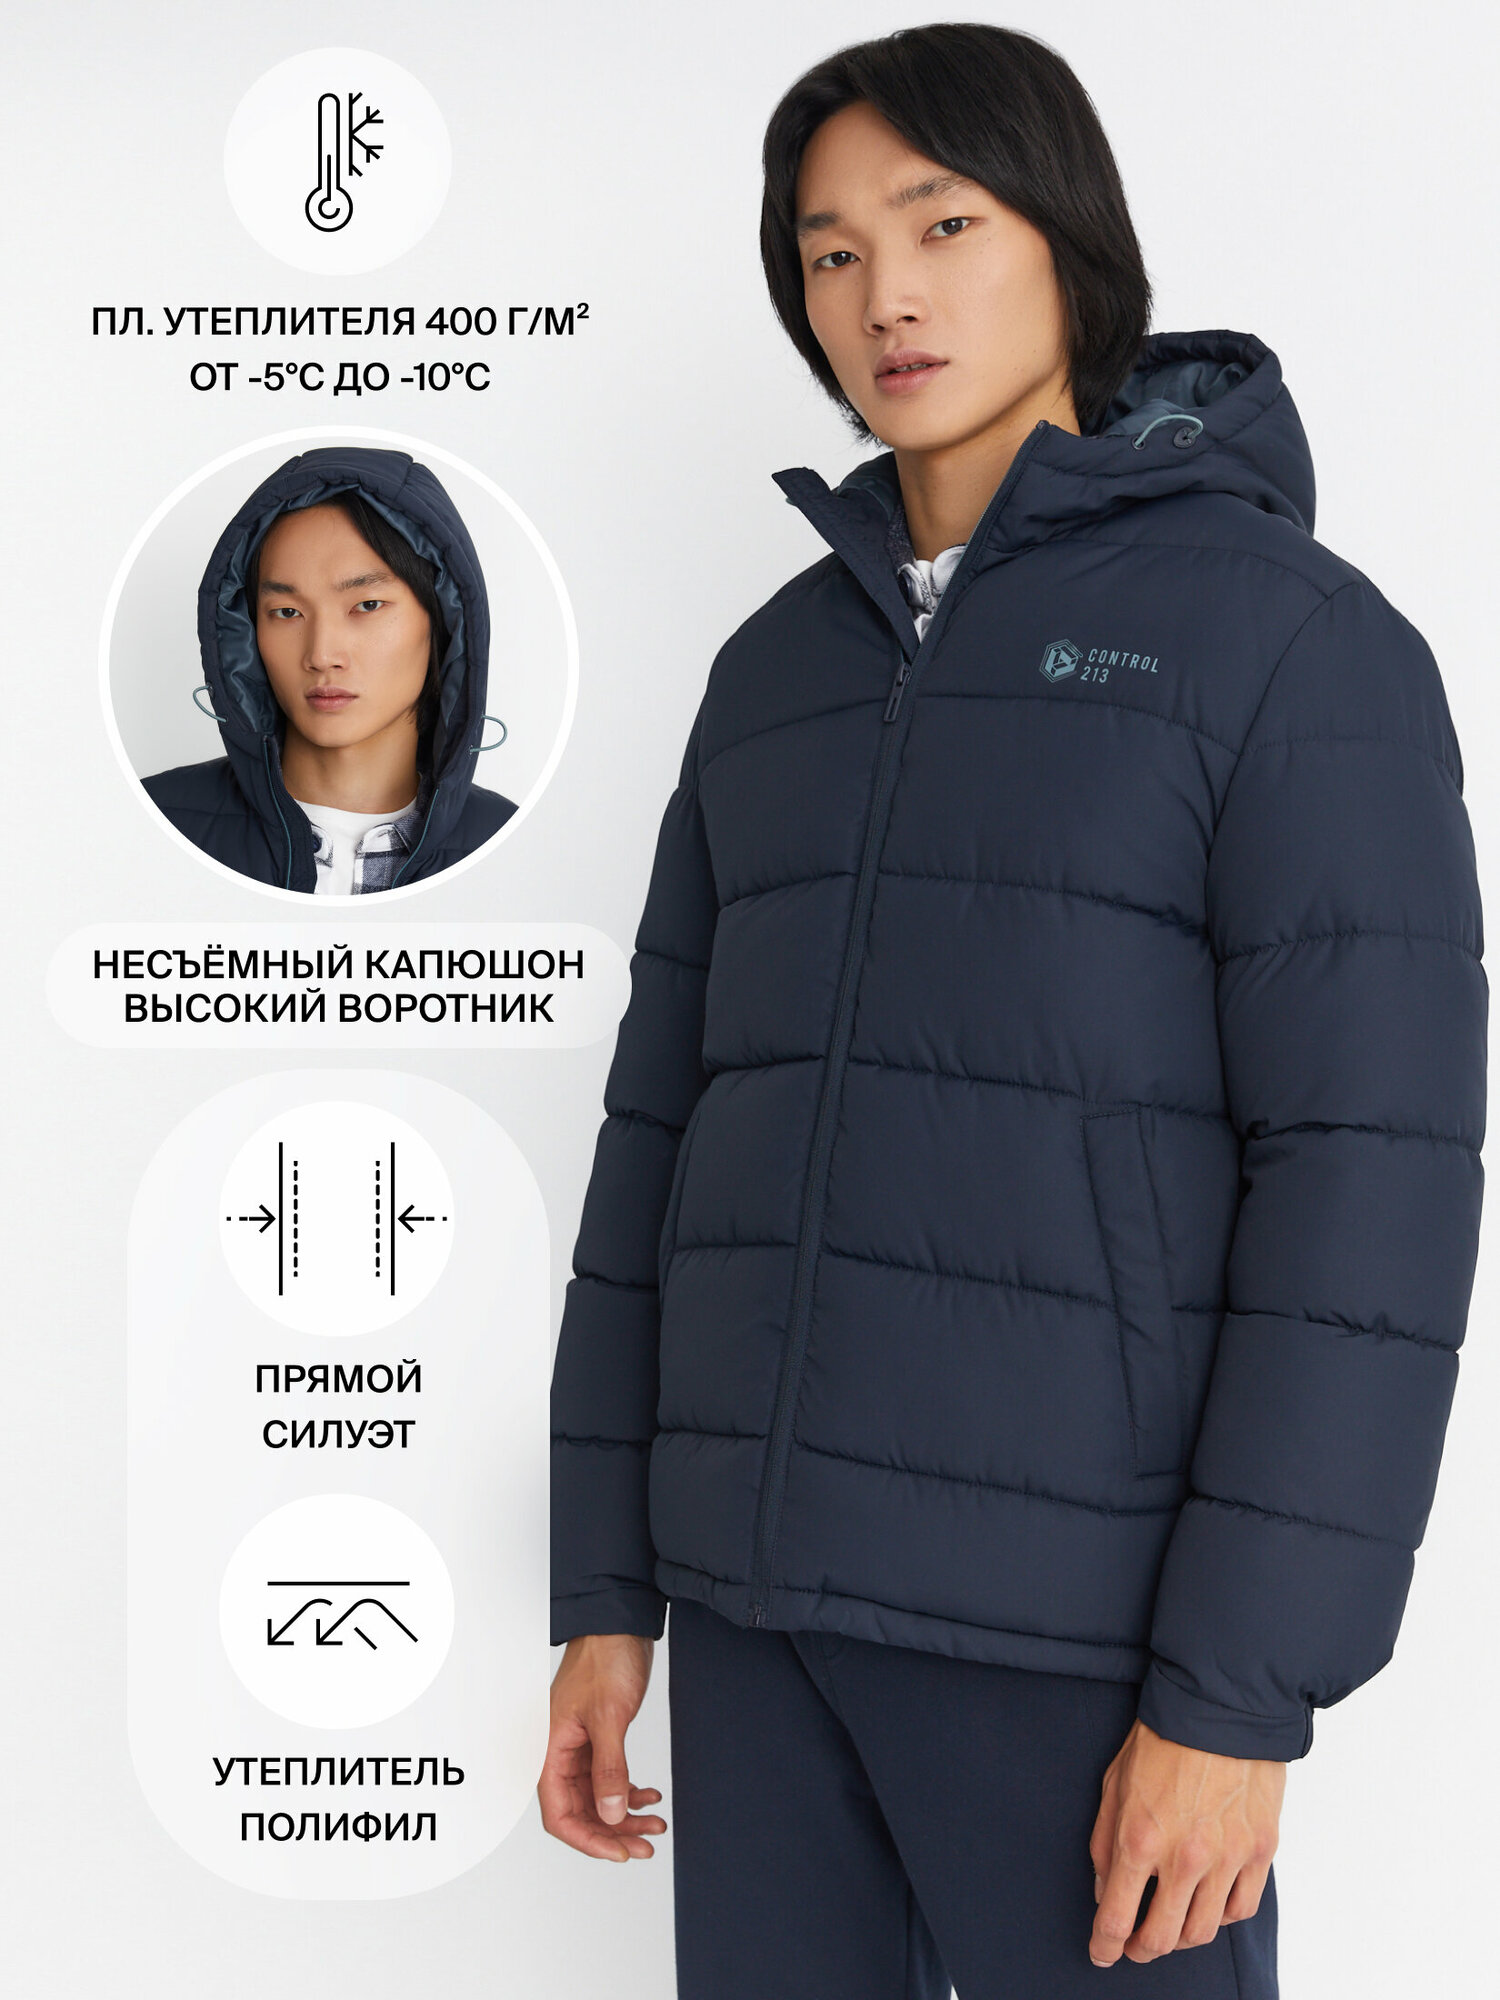 ПЛ. УТЕПЛИТЕЛЯ 400 Г/М²
ОТ -5°C ДО -10°C
НЕСЪЁМНЫЙ КАПЮШОН
ВЫСОКИЙ ВОРОТНИК
ПРЯМОЙ
СИЛУЭТ
УТЕПЛИТЕЛЬ
ПОЛИФИЛ
CONTROL
213